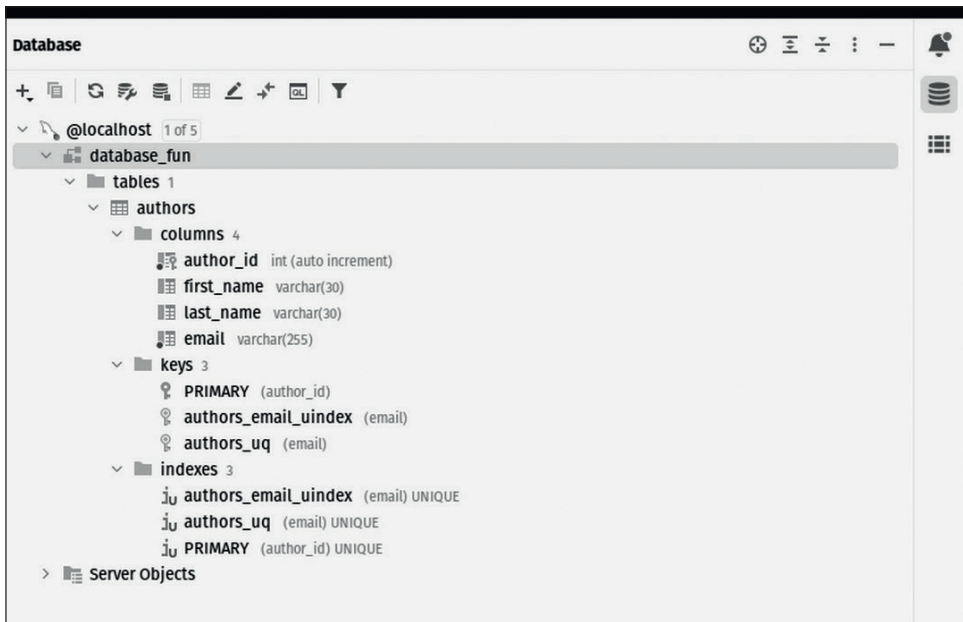 Database
QL
@localhost 1 of 5
database_fun
tables 1
authors
columns 4
author_id int (auto increment)
first_name varchar(30)
last_name varchar(30)
email varchar(255)
keys 3
PRIMARY (author_id)
authors_email_uindex (email)
authors_uq (email)
indexes 3
authors_email_uindex (email) UNIQUE
authors_uq (email) UNIQUE
PRIMARY (author_id) UNIQUE
Server Objects